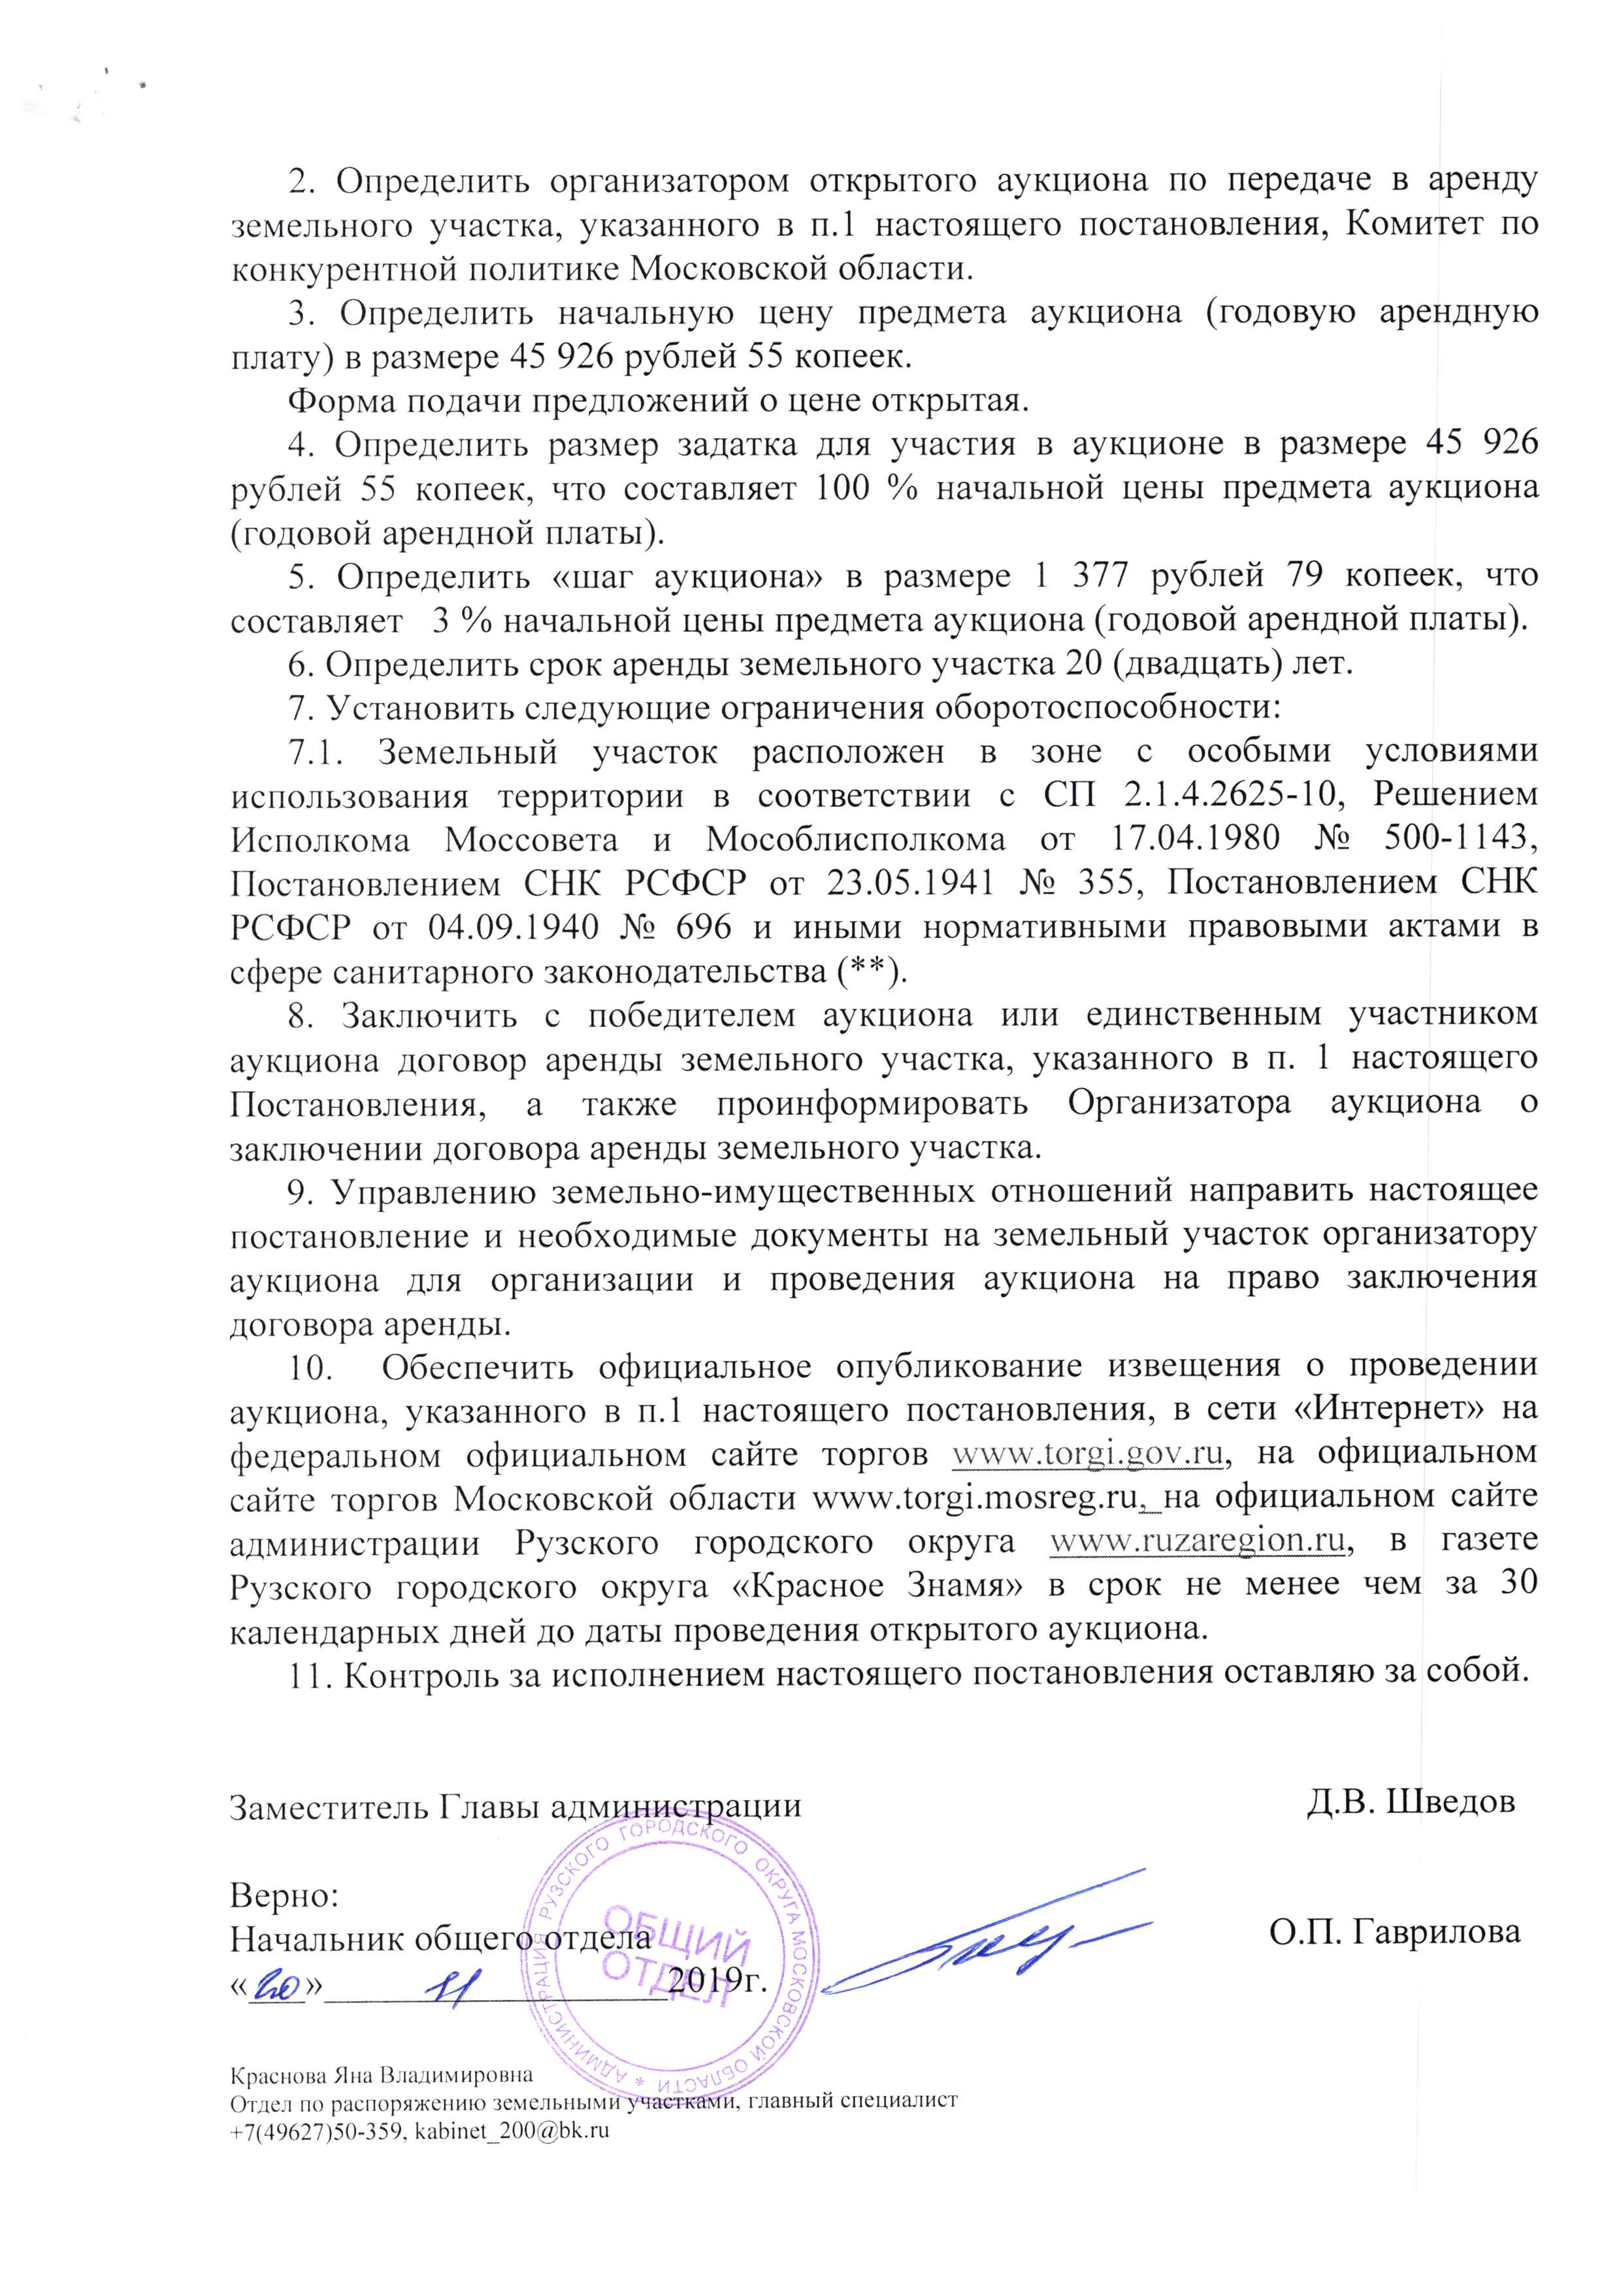 2. Определить организатором открытого аукциона по передаче в аренду
земельного участка, указанного в п.1 настоящего постановления, Комитет по
конкурентной политике Московской области.
3. Определить начальную цену предмета аукциона (годовую арендную
плату) в размере 45 926 рублей 55 копеек.
Форма подачи предложений о цене открытая.
4. Определить размер задатка для участия в аукционе в размере 45 926
рублей 55 копеек, что составляет 100 % начальной цены предмета аукциона
(годовой арендной платы).
5. Определить «шаг аукциона» в размере 1 377 рублей 79 копеек, что
составляет 3 % начальной цены предмета аукциона (годовой арендной платы).
6. Определить срок аренды земельного участка 20 (двадцать) лет.
7. Установить следующие ограничения оборотоспособности:
7.1. Земельный участок расположен в зоне с особыми условиями
использования территории в соответствии с СП 2.1.4.2625-10, Решением
Исполкома Моссовета и Мособлисполкома от 17.04.1980 № 500-1143,
Постановлением СНК РСФСР от 23.05.1941 № 355, Постановлением СНК
РСФСР от 04.09.1940 № 696 и иными нормативными правовыми актами в
сфере санитарного законодательства (**).
8. Заключить с победителем аукциона или единственным участником
аукциона договор аренды земельного участка, указанного в п. 1 настоящего
Постановления, а также проинформировать Организатора аукциона о
заключении договора аренды земельного участка.
9. Управлению земельно-имущественных отношений направить настоящее
постановление и необходимые документы на земельный участок организатору
аукциона для организации и проведения аукциона на право заключения
договора аренды.
10. Обеспечить официальное опубликование извещения о проведении
аукциона, указанного в п.1 настоящего постановления, в сети «Интернет» на
федеральном официальном сайте торгов www.torgi.gov.ru, на официальном
сайте торгов Московской области www.torgi.mosreg.ru, на официальном сайте
администрации Рузского городского округа www.ruzaregion.ru, в газете
Рузского городского округа «Красное Знамя» в срок не менее чем за 30
календарных дней до даты проведения открытого аукциона.
11. Контроль за исполнением настоящего постановления оставляю за собой.
Заместитель Главы администрации Д.В. Шведов
Верно:
Начальник общего отдела О.П. Гаврилова
«20» 11 2019г.
АДМИНИСТРАЦИЯ РУЗСКОГО ГОРОДСКОГО ОКРУГА МОСКОВСКОЙ ОБЛАСТИ *
ОБЩИЙ
ОТДЕЛ
Краснова Яна Владимировна
Отдел по распоряжению земельными участками, главный специалист
+7(49627)50-359, kabinet_200@bk.ru